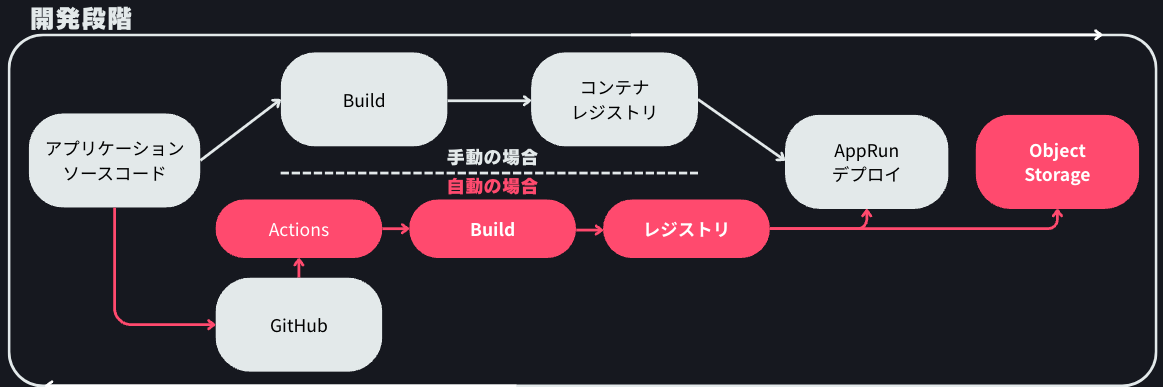 開発段階
アプリケーション
ソースコード
Build
コンテナ
レジストリ
AppRun
デプロイ
Object
Storage
手動の場合
自動の場合
Actions
Build
レジストリ
GitHub